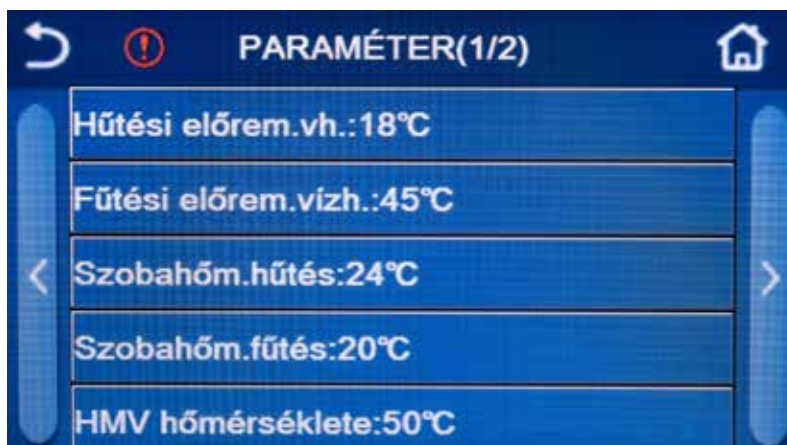 PARAMÉTER(1/2)
Hűtési előrem.vh.:18℃
Fűtési előrem.vízh.:45℃
Szobahőm.hűtés:24℃
Szobahőm.fűtés:20℃
HMV hőmérséklete:50℃